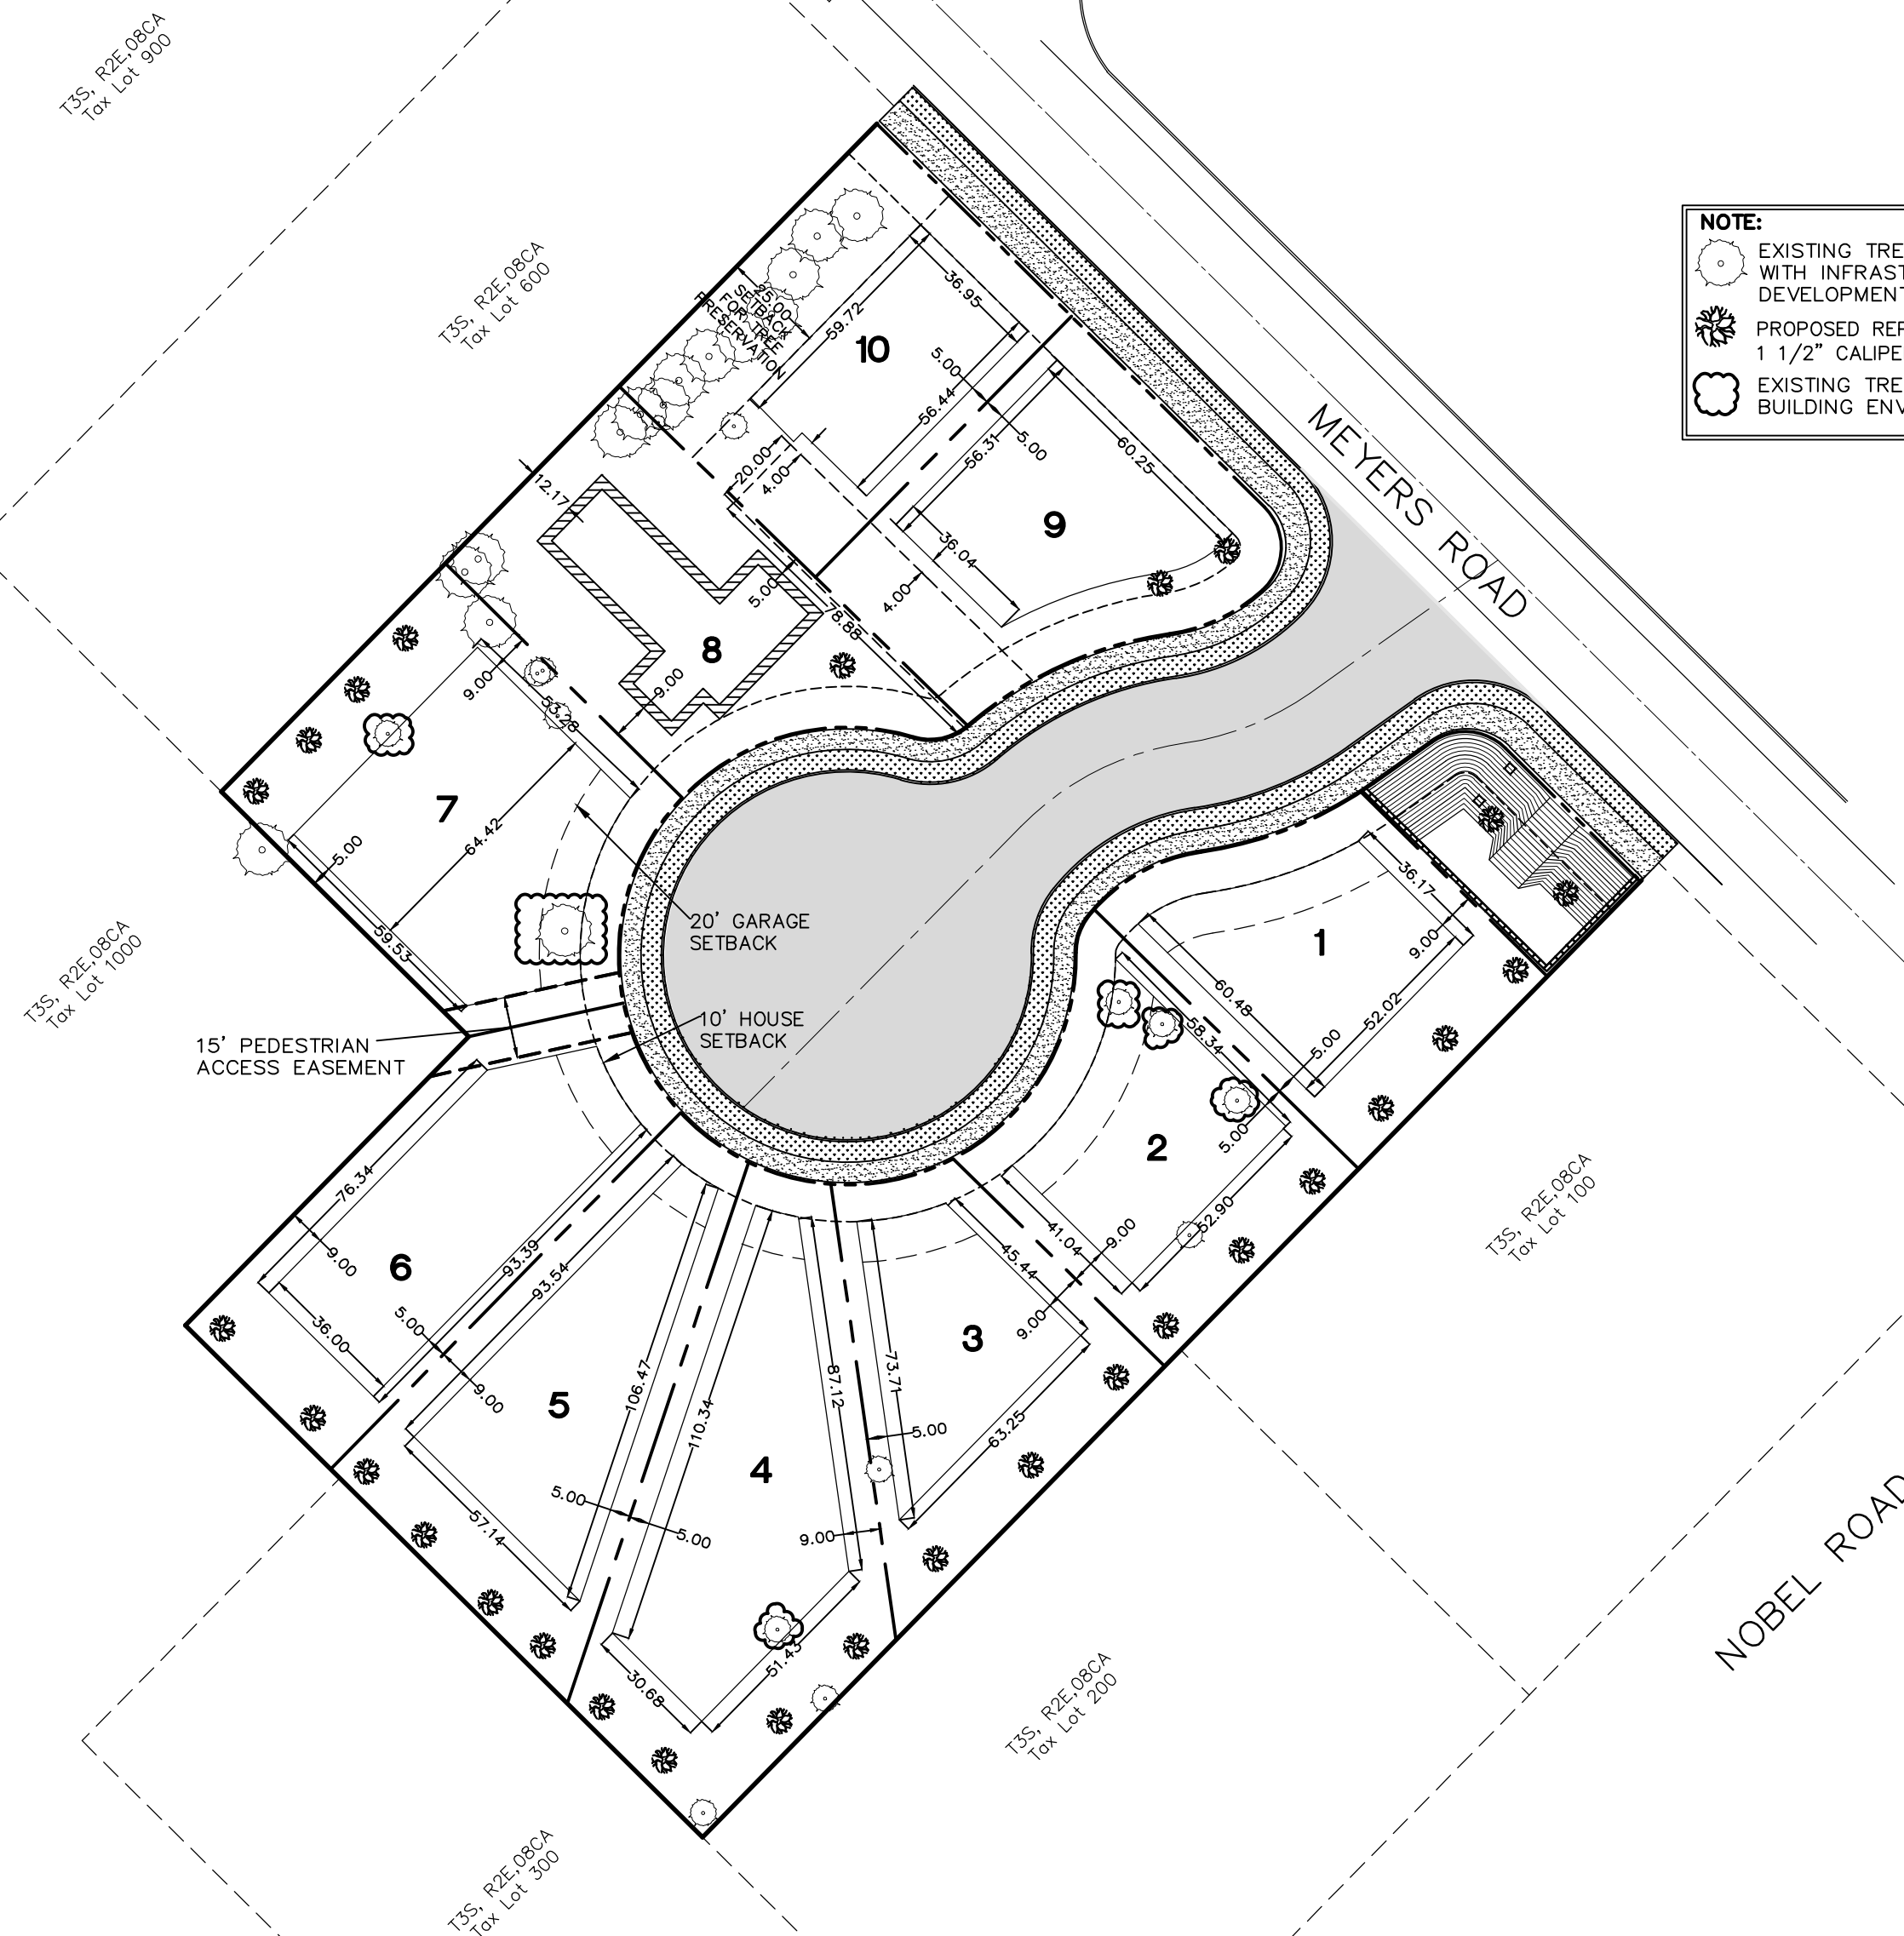 T3S, R2E,08CA
Tax Lot 900
T3S, R2E,08CA
Tax Lot 600
NOTE:
EXISTING TRE
WITH INFRAST
DEVELOPMENT
PROPOSED REP
1 1/2" CALIPE
EXISTING TRE
BUILDING ENV
MEYERS ROAD
25.00
SETBACK
FOR TREE
PRESERVATION
36.95
59.72
10
5.00
56.44
20.00
4.00
56.31
5.00
60.25
9
36.04
4.00
12.17
5.00
78.88
8
9.00
9.00
53.28
7
64.42
5.00
59.53
20' GARAGE
SETBACK
10' HOUSE
SETBACK
15' PEDESTRIAN
ACCESS EASEMENT
T3S, R2E,08CA
Tax Lot 1000
36.17
1
9.00
60.48
52.02
5.00
58.34
5.00
2
52.90
41.04
9.00
T3S, R2E,08CA
Tax Lot 100
76.34
9.00
6
93.39
36.00
5.00
93.54
9.00
5
106.47
57.14
5.00
110.34
5.00
4
87.12
9.00
51.43
30.68
45.44
9.00
3
73.71
5.00
63.25
NOBEL ROAD
T3S, R2E,08CA
Tax Lot 200
T3S, R2E,08CA
Tax Lot 300